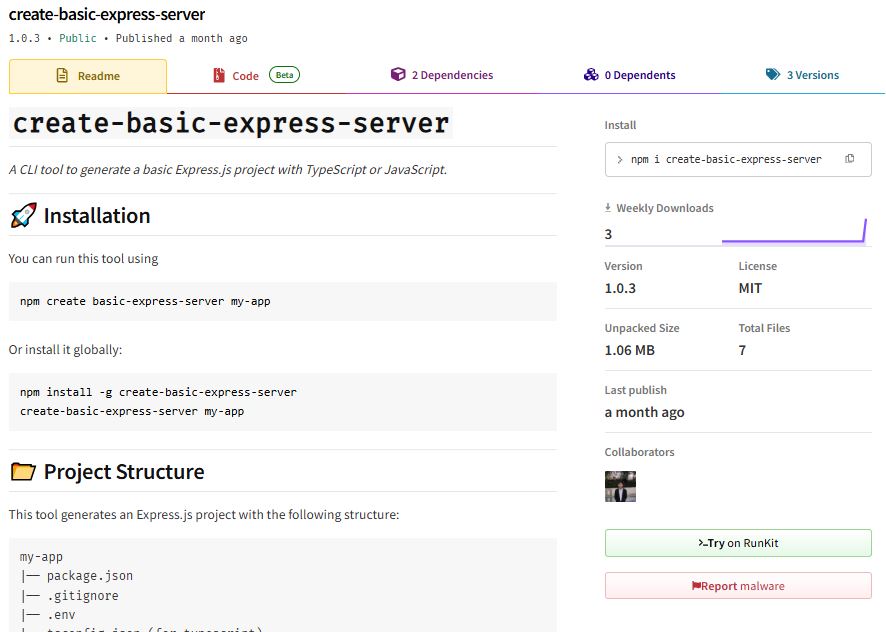 create-basic-express-server
1.0.3 • Public • Published a month ago
Readme
Code Beta
2 Dependencies
0 Dependents
3 Versions
create-basic-express-server
A CLI tool to generate a basic Express.js project with TypeScript or JavaScript.
Installation
You can run this tool using
npm create basic-express-server my-app
Or install it globally:
npm install -g create-basic-express-server
create-basic-express-server my-app
Project Structure
This tool generates an Express.js project with the following structure:
my-app
|── package.json
|── .gitignore
|── .env
|── tsconfig.json (for typescript)
Install
> npm i create-basic-express-server
Weekly Downloads
3
Version License
1.0.3 MIT
Unpacked Size Total Files
1.06 MB 7
Last publish
a month ago
Collaborators
Try on RunKit
Report malware